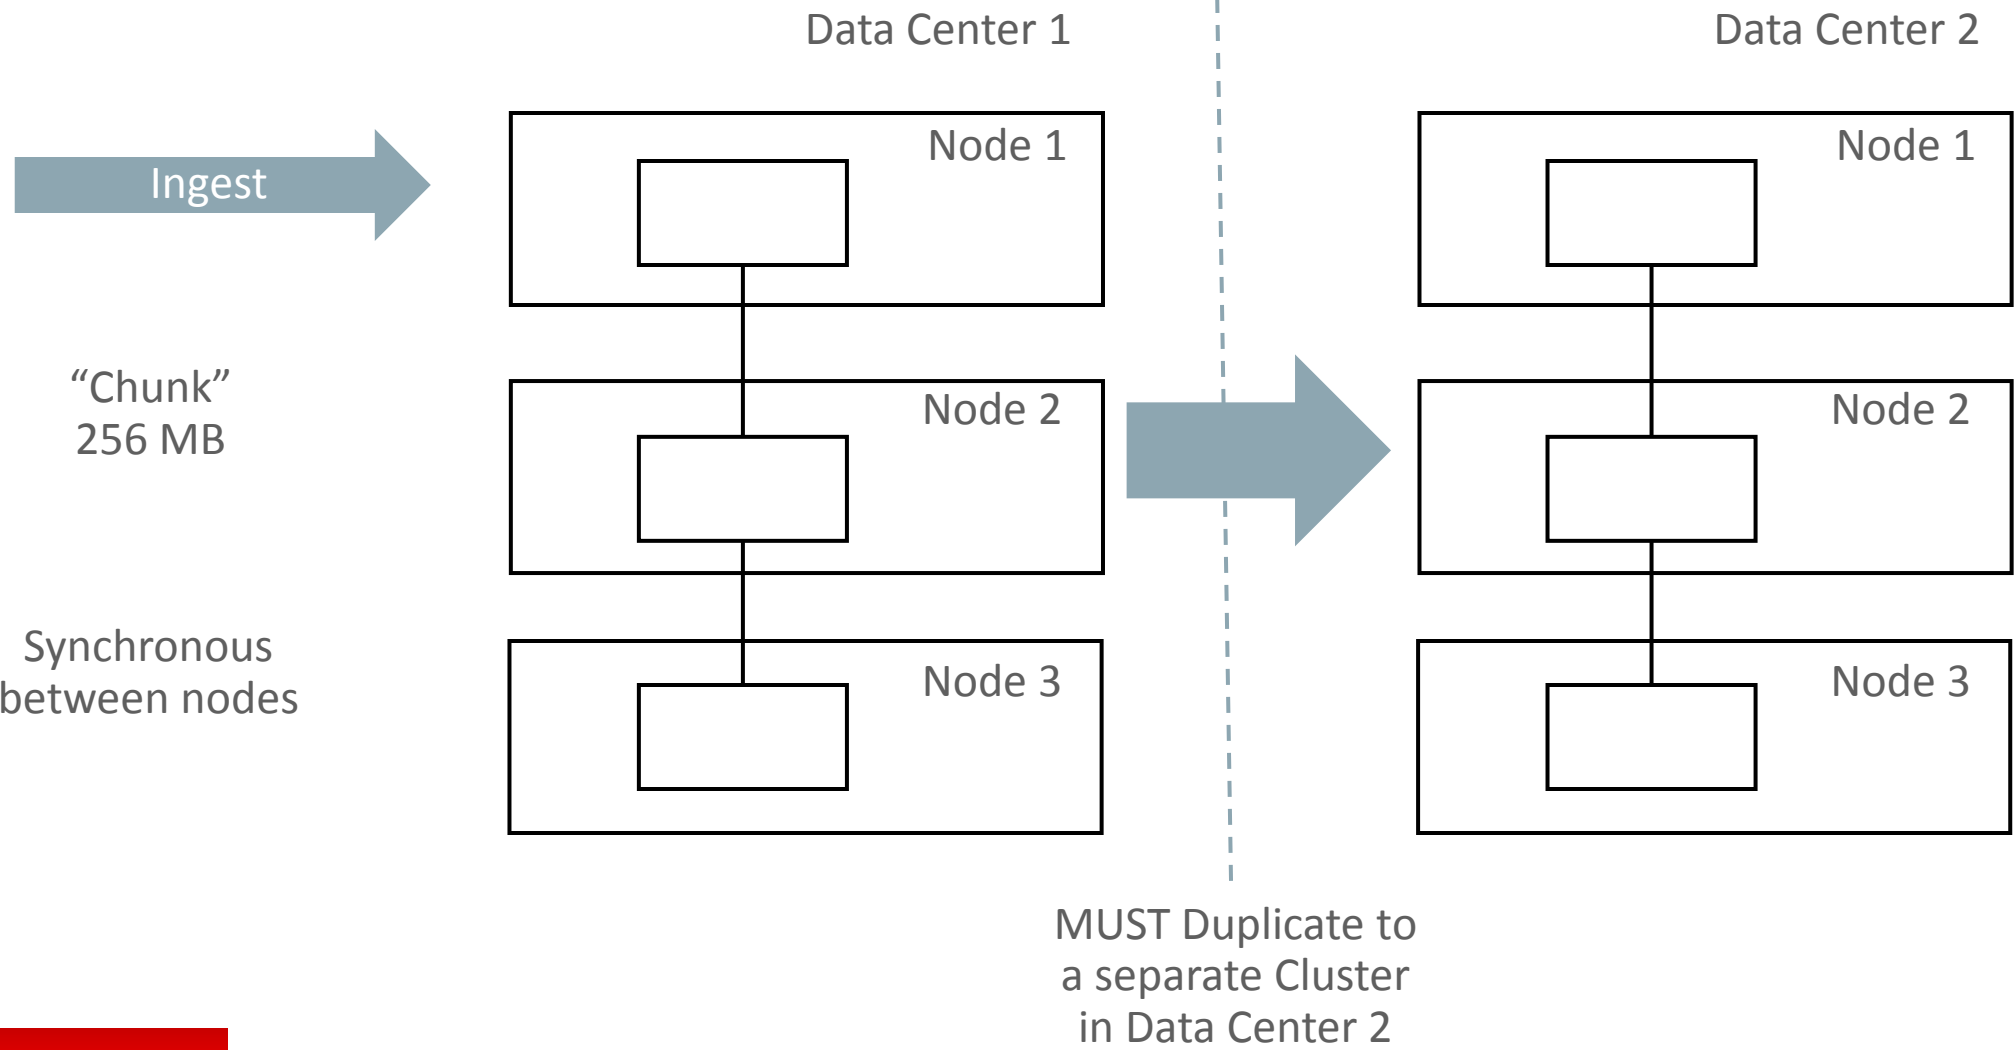 Data Center 1
Data Center 2
Ingest
Node 1
Node 1
“Chunk”
256 MB
Node 2
Node 2
Synchronous
between nodes
Node 3
Node 3
MUST Duplicate to
a separate Cluster
in Data Center 2